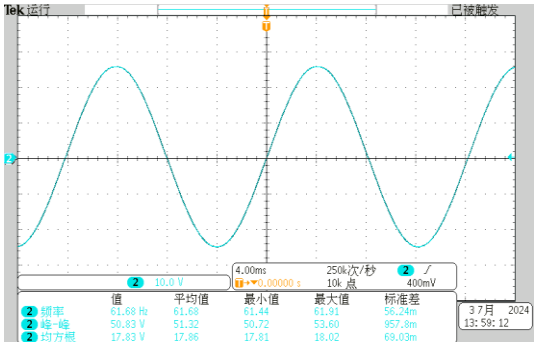 Tek 运行 已被触发
T
T
2
2 10.0 V
4.00ms 250k次/秒 2
T→▼0.00000 s 10k 点 400mV
值 平均值 最小值 最大值 标准差
2 频率 61.68 Hz 61.68 61.44 61.91 56.24m
2 峰-峰 50.83 V 51.32 50.72 53.60 957.8m
2 均方根 17.83 V 17.86 17.81 18.02 69.03m
3 7月 2024
13:59:12